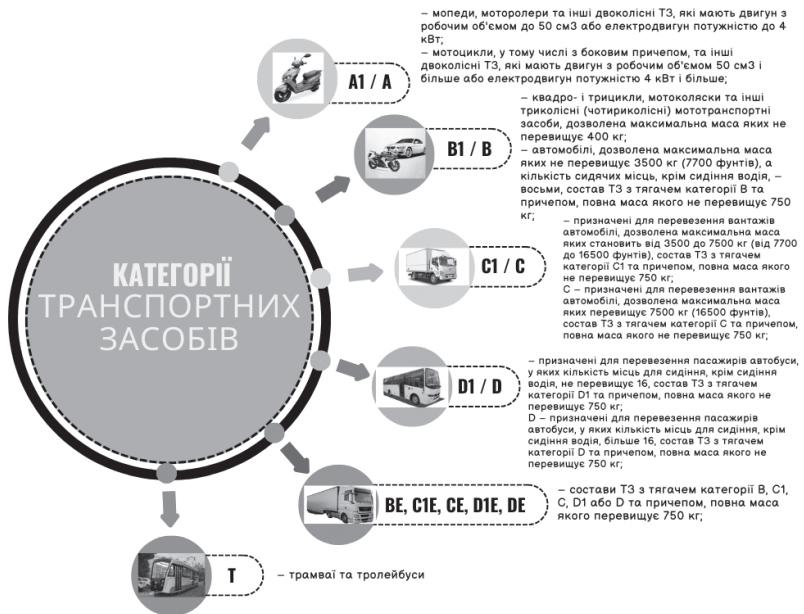 КАТЕГОРІЇ
ТРАНСПОРТНИХ
ЗАСОБІВ
A1 / A
– мопеди, моторолери та інші двоколісні ТЗ, які мають двигун з
робочим об'ємом до 50 см3 або електродвигун потужністю до 4
кВт;
– мотоцикли, у тому числі з боковим причепом, та інші
двоколісні ТЗ, які мають двигун з робочим об'ємом 50 см3 і
більше або електродвигун потужністю 4 кВт і більше;
B1 / B
– квадро- і трицикли, мотоколяски та інші
триколісні (чотириколісні) мототранспортні
засоби, дозволена максимальна маса яких не
перевищує 400 кг;
– автомобілі, дозволена максимальна маса
яких не перевищує 3500 кг (7700 фунтів), а
кількість сидячих місць, крім сидіння водія, –
восьми, состав ТЗ з тягачем категорії В та
причепом, повна маса якого не перевищує 750
кг;
C1 / C
– призначені для перевезення вантажів
автомобілі, дозволена максимальна маса
яких становить від 3500 до 7500 кг (від 7700
до 16500 фунтів), состав ТЗ з тягачем
категорії С1 та причепом, повна маса якого
не перевищує 750 кг;
С – призначені для перевезення вантажів
автомобілі, дозволена максимальна маса
яких перевищує 7500 кг (16500 фунтів),
состав ТЗ з тягачем категорії С та причепом,
повна маса якого не перевищує 750 кг;
D1 / D
– призначені для перевезення пасажирів автобуси,
у яких кількість місць для сидіння, крім сидіння
водія, не перевищує 16, состав ТЗ з тягачем
категорії D1 та причепом, повна маса якого не
перевищує 750 кг;
D – призначені для перевезення пасажирів
автобуси, у яких кількість місць для сидіння, крім
сидіння водія, більше 16, состав ТЗ з тягачем
категорії D та причепом, повна маса якого не
перевищує 750 кг;
BE, C1E, CE, D1E, DE
– состави ТЗ з тягачем категорії В, С1,
С, D1 або D та причепом, повна маса
якого перевищує 750 кг;
T
– трамваї та тролейбуси